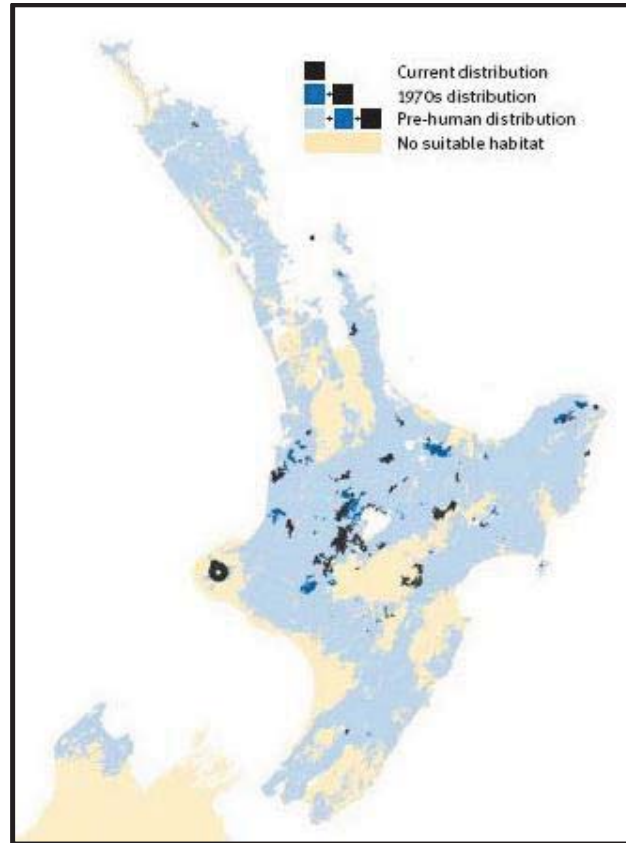 Current distribution
+ 1970s distribution
+ + Pre-human distribution
No suitable habitat